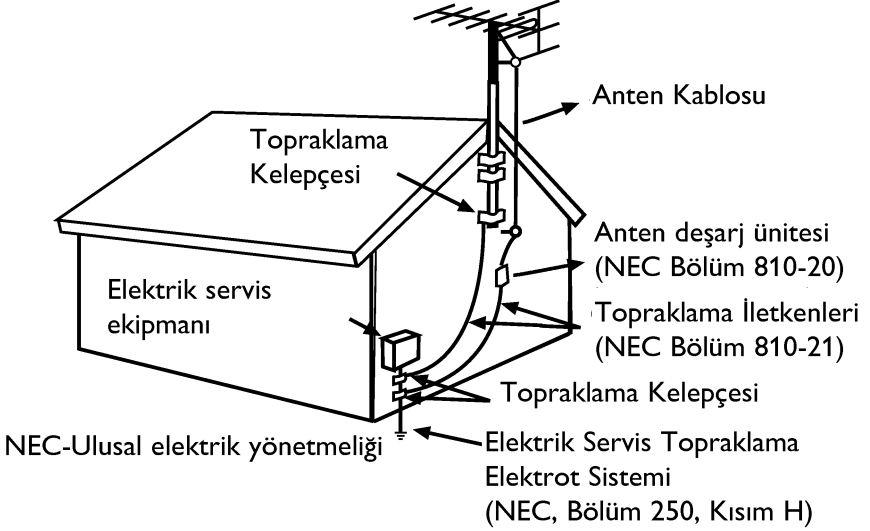 Anten Kablosu
Topraklama
Kelepçesi
Anten deşarj ünitesi
(NEC Bölüm 810-20)
Elektrik servis
ekipmanı
Topraklama İletkenleri
(NEC Bölüm 810-21)
Topraklama Kelepçesi
NEC-Ulusal elektrik yönetmeliği
Elektrik Servis Topraklama
Elektrot Sistemi
(NEC, Bölüm 250, Kısım H)